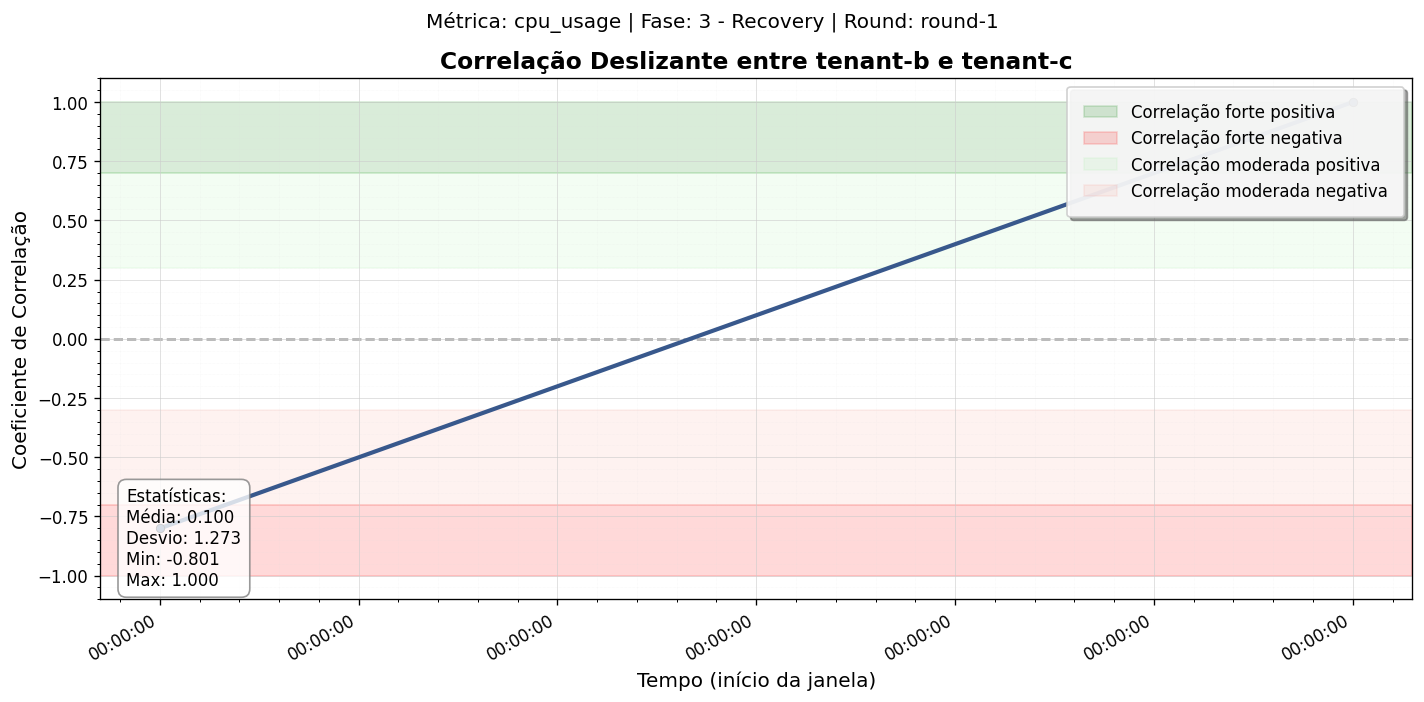 Métrica: cpu_usage | Fase: 3 - Recovery | Round: round-1
Correlação Deslizante entre tenant-b e tenant-c
Coeficiente de Correlação
1.00
0.75
0.50
0.25
0.00
−0.25
−0.50
−0.75
−1.00
Correlação forte positiva
Correlação forte negativa
Correlação moderada positiva
Correlação moderada negativa
Estatísticas:
Média: 0.100
Desvio: 1.273
Min: -0.801
Max: 1.000
00:00:00 00:00:00 00:00:00 00:00:00 00:00:00 00:00:00 00:00:00
Tempo (início da janela)